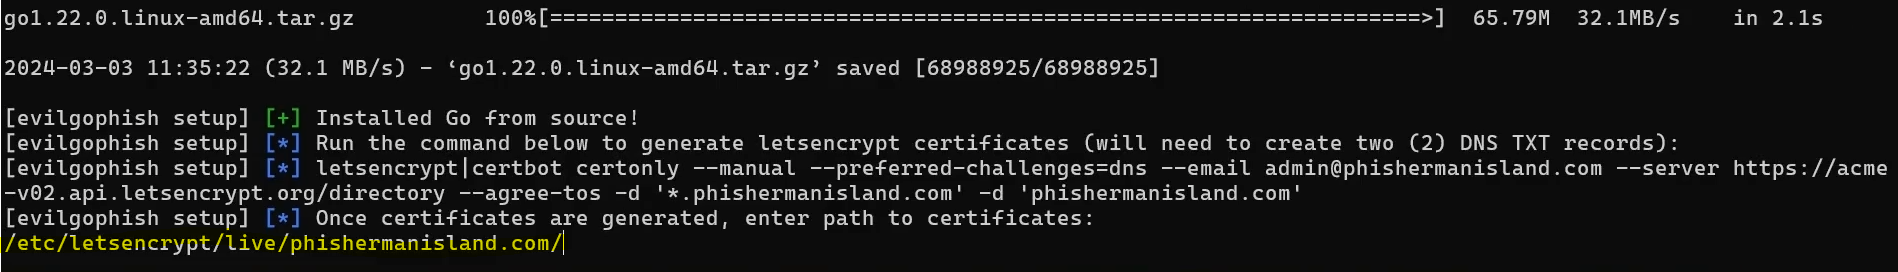 go1.22.0.linux-amd64.tar.gz 100%[===================================================================>] 65.79M 32.1MB/s in 2.1s
2024-03-03 11:35:22 (32.1 MB/s) - ‘go1.22.0.linux-amd64.tar.gz’ saved [68988925/68988925]
[evilgophish setup] [+] Installed Go from source!
[evilgophish setup] [*] Run the command below to generate letsencrypt certificates (will need to create two (2) DNS TXT records):
[evilgophish setup] [*] letsencrypt|certbot certonly --manual --preferred-challenges=dns --email admin@phishermanisland.com --server https://acme
-v02.api.letsencrypt.org/directory --agree-tos -d '*.phishermanisland.com' -d 'phishermanisland.com'
[evilgophish setup] [*] Once certificates are generated, enter path to certificates:
/etc/letsencrypt/live/phishermanisland.com/